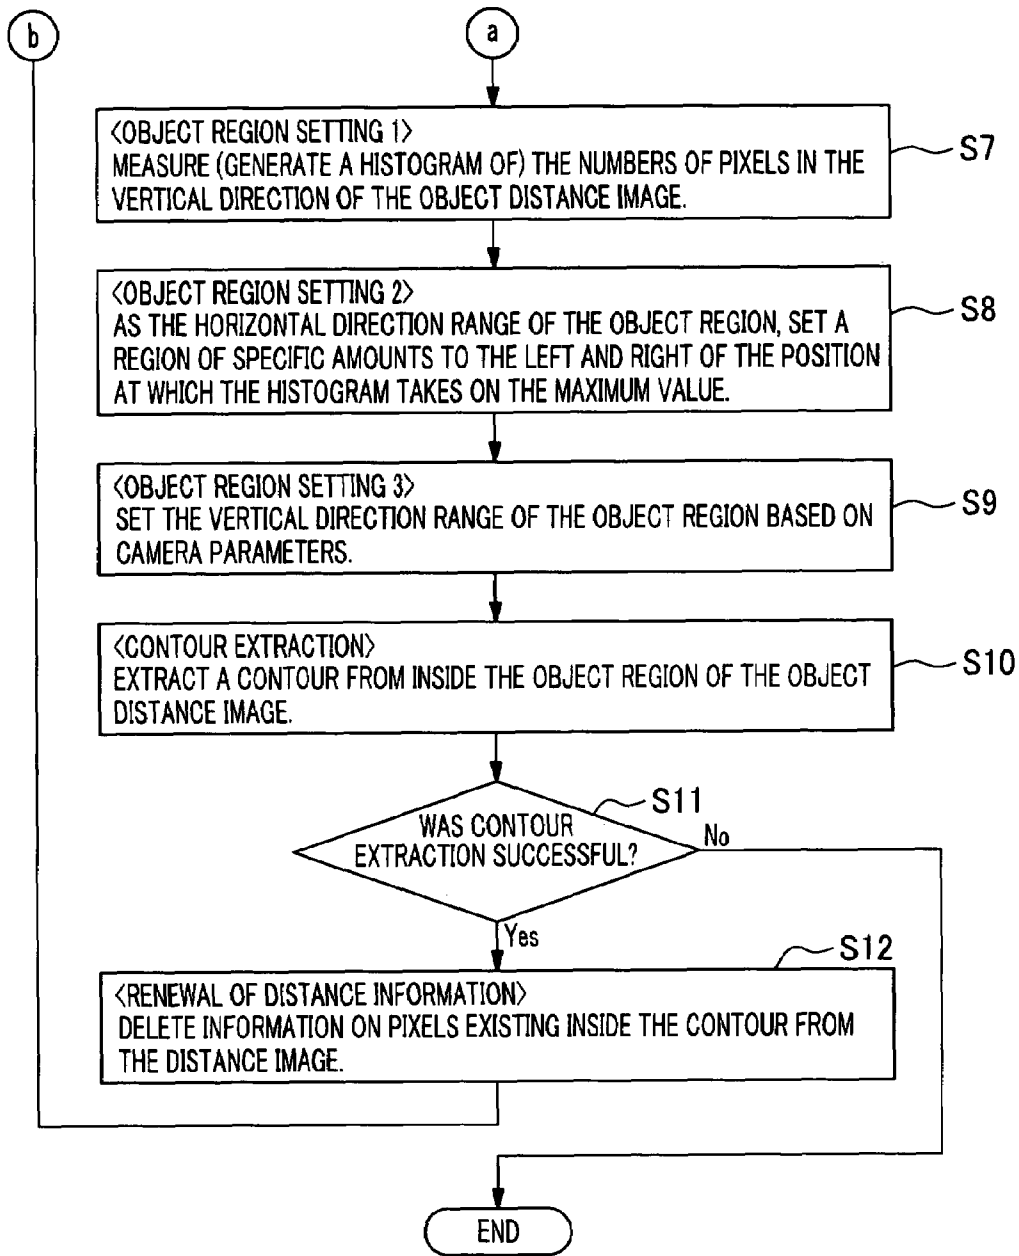 b
a
<OBJECT REGION SETTING 1>
MEASURE (GENERATE A HISTOGRAM OF) THE NUMBERS OF PIXELS IN THE
VERTICAL DIRECTION OF THE OBJECT DISTANCE IMAGE.
S7
<OBJECT REGION SETTING 2>
AS THE HORIZONTAL DIRECTION RANGE OF THE OBJECT REGION, SET A
REGION OF SPECIFIC AMOUNTS TO THE LEFT AND RIGHT OF THE POSITION
AT WHICH THE HISTOGRAM TAKES ON THE MAXIMUM VALUE.
S8
<OBJECT REGION SETTING 3>
SET THE VERTICAL DIRECTION RANGE OF THE OBJECT REGION BASED ON
CAMERA PARAMETERS.
S9
<CONTOUR EXTRACTION>
EXTRACT A CONTOUR FROM INSIDE THE OBJECT REGION OF THE OBJECT
DISTANCE IMAGE.
S10
WAS CONTOUR
EXTRACTION SUCCESSFUL?
S11
No
Yes
S12
<RENEWAL OF DISTANCE INFORMATION>
DELETE INFORMATION ON PIXELS EXISTING INSIDE THE CONTOUR FROM
THE DISTANCE IMAGE.
END